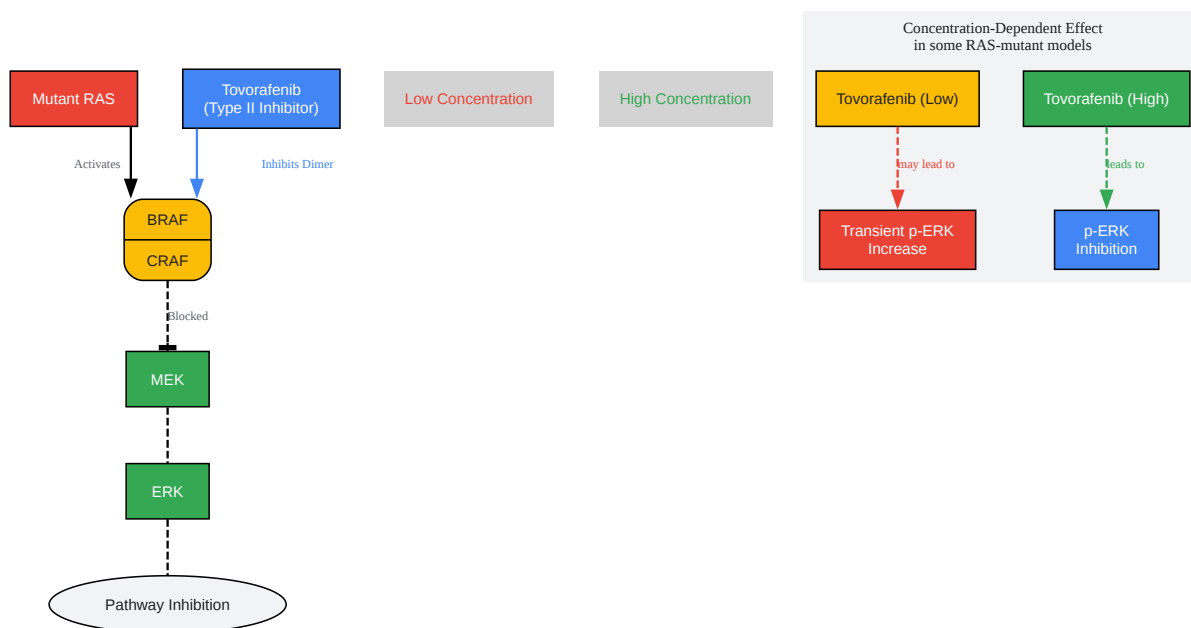 Concentration-Dependent Effect
in some RAS-mutant models
Mutant RAS
Tovorafenib
(Type II Inhibitor)
Low Concentration
High Concentration
Tovorafenib (Low)
Tovorafenib (High)
Activates
Inhibits Dimer
may lead to
leads to
BRAF
CRAF
Transient p-ERK
Increase
p-ERK
Inhibition
Blocked
MEK
ERK
Pathway Inhibition